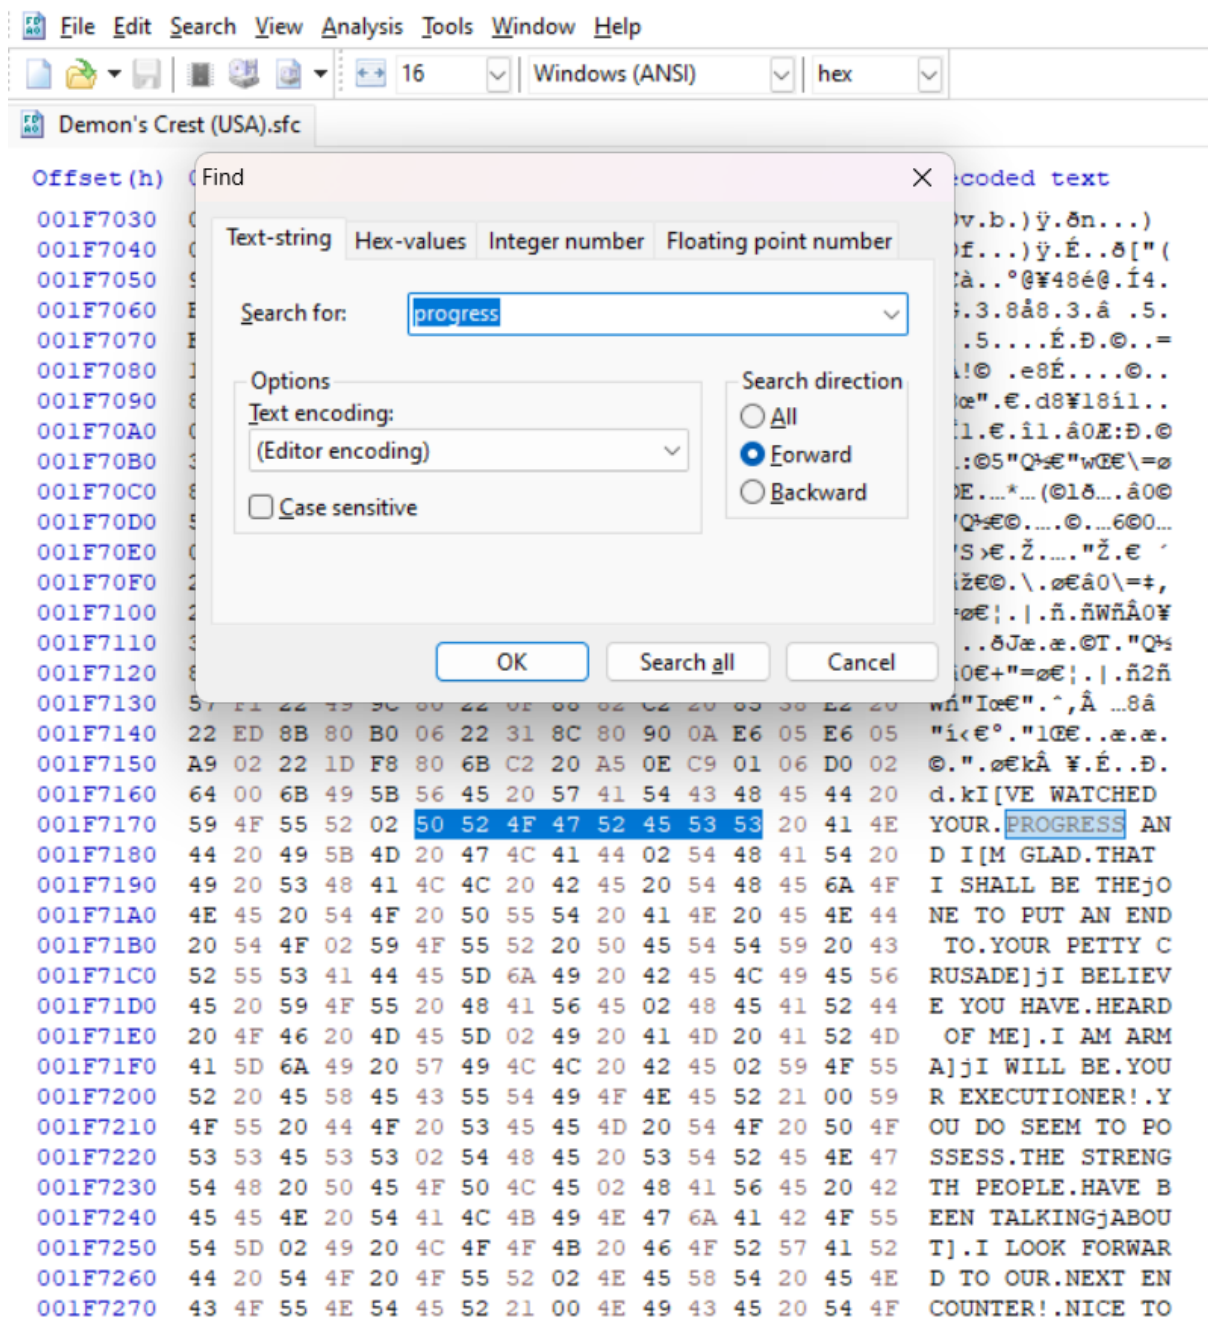 File Edit Search View Analysis Tools Window Help
16 Windows (ANSI) hex
Demon's Crest (USA).sfc
Offset(h) ecoded text
Find
Text-string Hex-values Integer number Floating point number
Search for: progress
Options
Text encoding:
(Editor encoding)
Case sensitive
Search direction
All
Forward
Backward
OK Search all Cancel
001F7030
001F7040
001F7050
001F7060
001F7070
001F7080
001F7090
001F70A0
001F70B0
001F70C0
001F70D0
001F70E0
001F70F0
001F7100
001F7110
001F7120
001F7130
001F7140 22 ED 8B 80 B0 06 22 31 8C 80 90 0A E6 05 E6 05 "í‹€°."1Œ€..æ.æ.
001F7150 A9 02 22 1D F8 80 6B C2 20 A5 0E C9 01 06 D0 02 ©.".ø€kÂ ¥.É..Ð.
001F7160 64 00 6B 49 5B 56 45 20 57 41 54 43 48 45 44 20 d.kI[VE WATCHED
001F7170 59 4F 55 52 02 50 52 4F 47 52 45 53 53 20 41 4E YOUR.PROGRESS AN
001F7180 44 20 49 5B 4D 20 47 4C 41 44 02 54 48 41 54 20 D I[M GLAD.THAT
001F7190 49 20 53 48 41 4C 4C 20 42 45 20 54 48 45 6A 4F I SHALL BE THEjO
001F71A0 4E 45 20 54 4F 20 50 55 54 20 41 4E 20 45 4E 44 NE TO PUT AN END
001F71B0 20 54 4F 02 59 4F 55 52 20 50 45 54 54 59 20 43 TO.YOUR PETTY C
001F71C0 52 55 53 41 44 45 5D 6A 49 20 42 45 4C 49 45 56 RUSADE]jI BELIEV
001F71D0 45 20 59 4F 55 20 48 41 56 45 02 48 45 41 52 44 E YOU HAVE.HEARD
001F71E0 20 4F 46 20 4D 45 5D 02 49 20 41 4D 20 41 52 4D OF ME].I AM ARM
001F71F0 41 5D 6A 49 20 57 49 4C 4C 20 42 45 02 59 4F 55 A]jI WILL BE.YOU
001F7200 52 20 45 58 45 43 55 54 49 4F 4E 45 52 21 00 59 R EXECUTIONER!.Y
001F7210 4F 55 20 44 4F 20 53 45 45 4D 20 54 4F 20 50 4F OU DO SEEM TO PO
001F7220 53 53 45 53 53 02 54 48 45 20 53 54 52 45 4E 47 SSESS.THE STRENG
001F7230 54 48 20 50 45 4F 50 4C 45 02 48 41 56 45 20 42 TH PEOPLE.HAVE B
001F7240 45 45 4E 20 54 41 4C 4B 49 4E 47 6A 41 42 4F 55 EEN TALKINGjABOU
001F7250 54 5D 02 49 20 4C 4F 4F 4B 20 46 4F 52 57 41 52 T].I LOOK FORWAR
001F7260 44 20 54 4F 20 4F 55 52 02 4E 45 58 54 20 45 4E D TO OUR.NEXT EN
001F7270 43 4F 55 4E 54 45 52 21 00 4E 49 43 45 20 54 4F COUNTER!.NICE TO